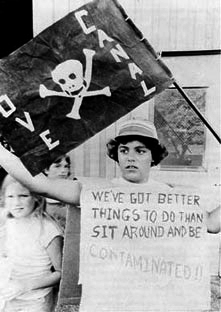 OVE
CANAL
WE'VE GOT BETTER
THINGS TO DO THAN
SIT AROUND AND BE
CONTAMINATED!!